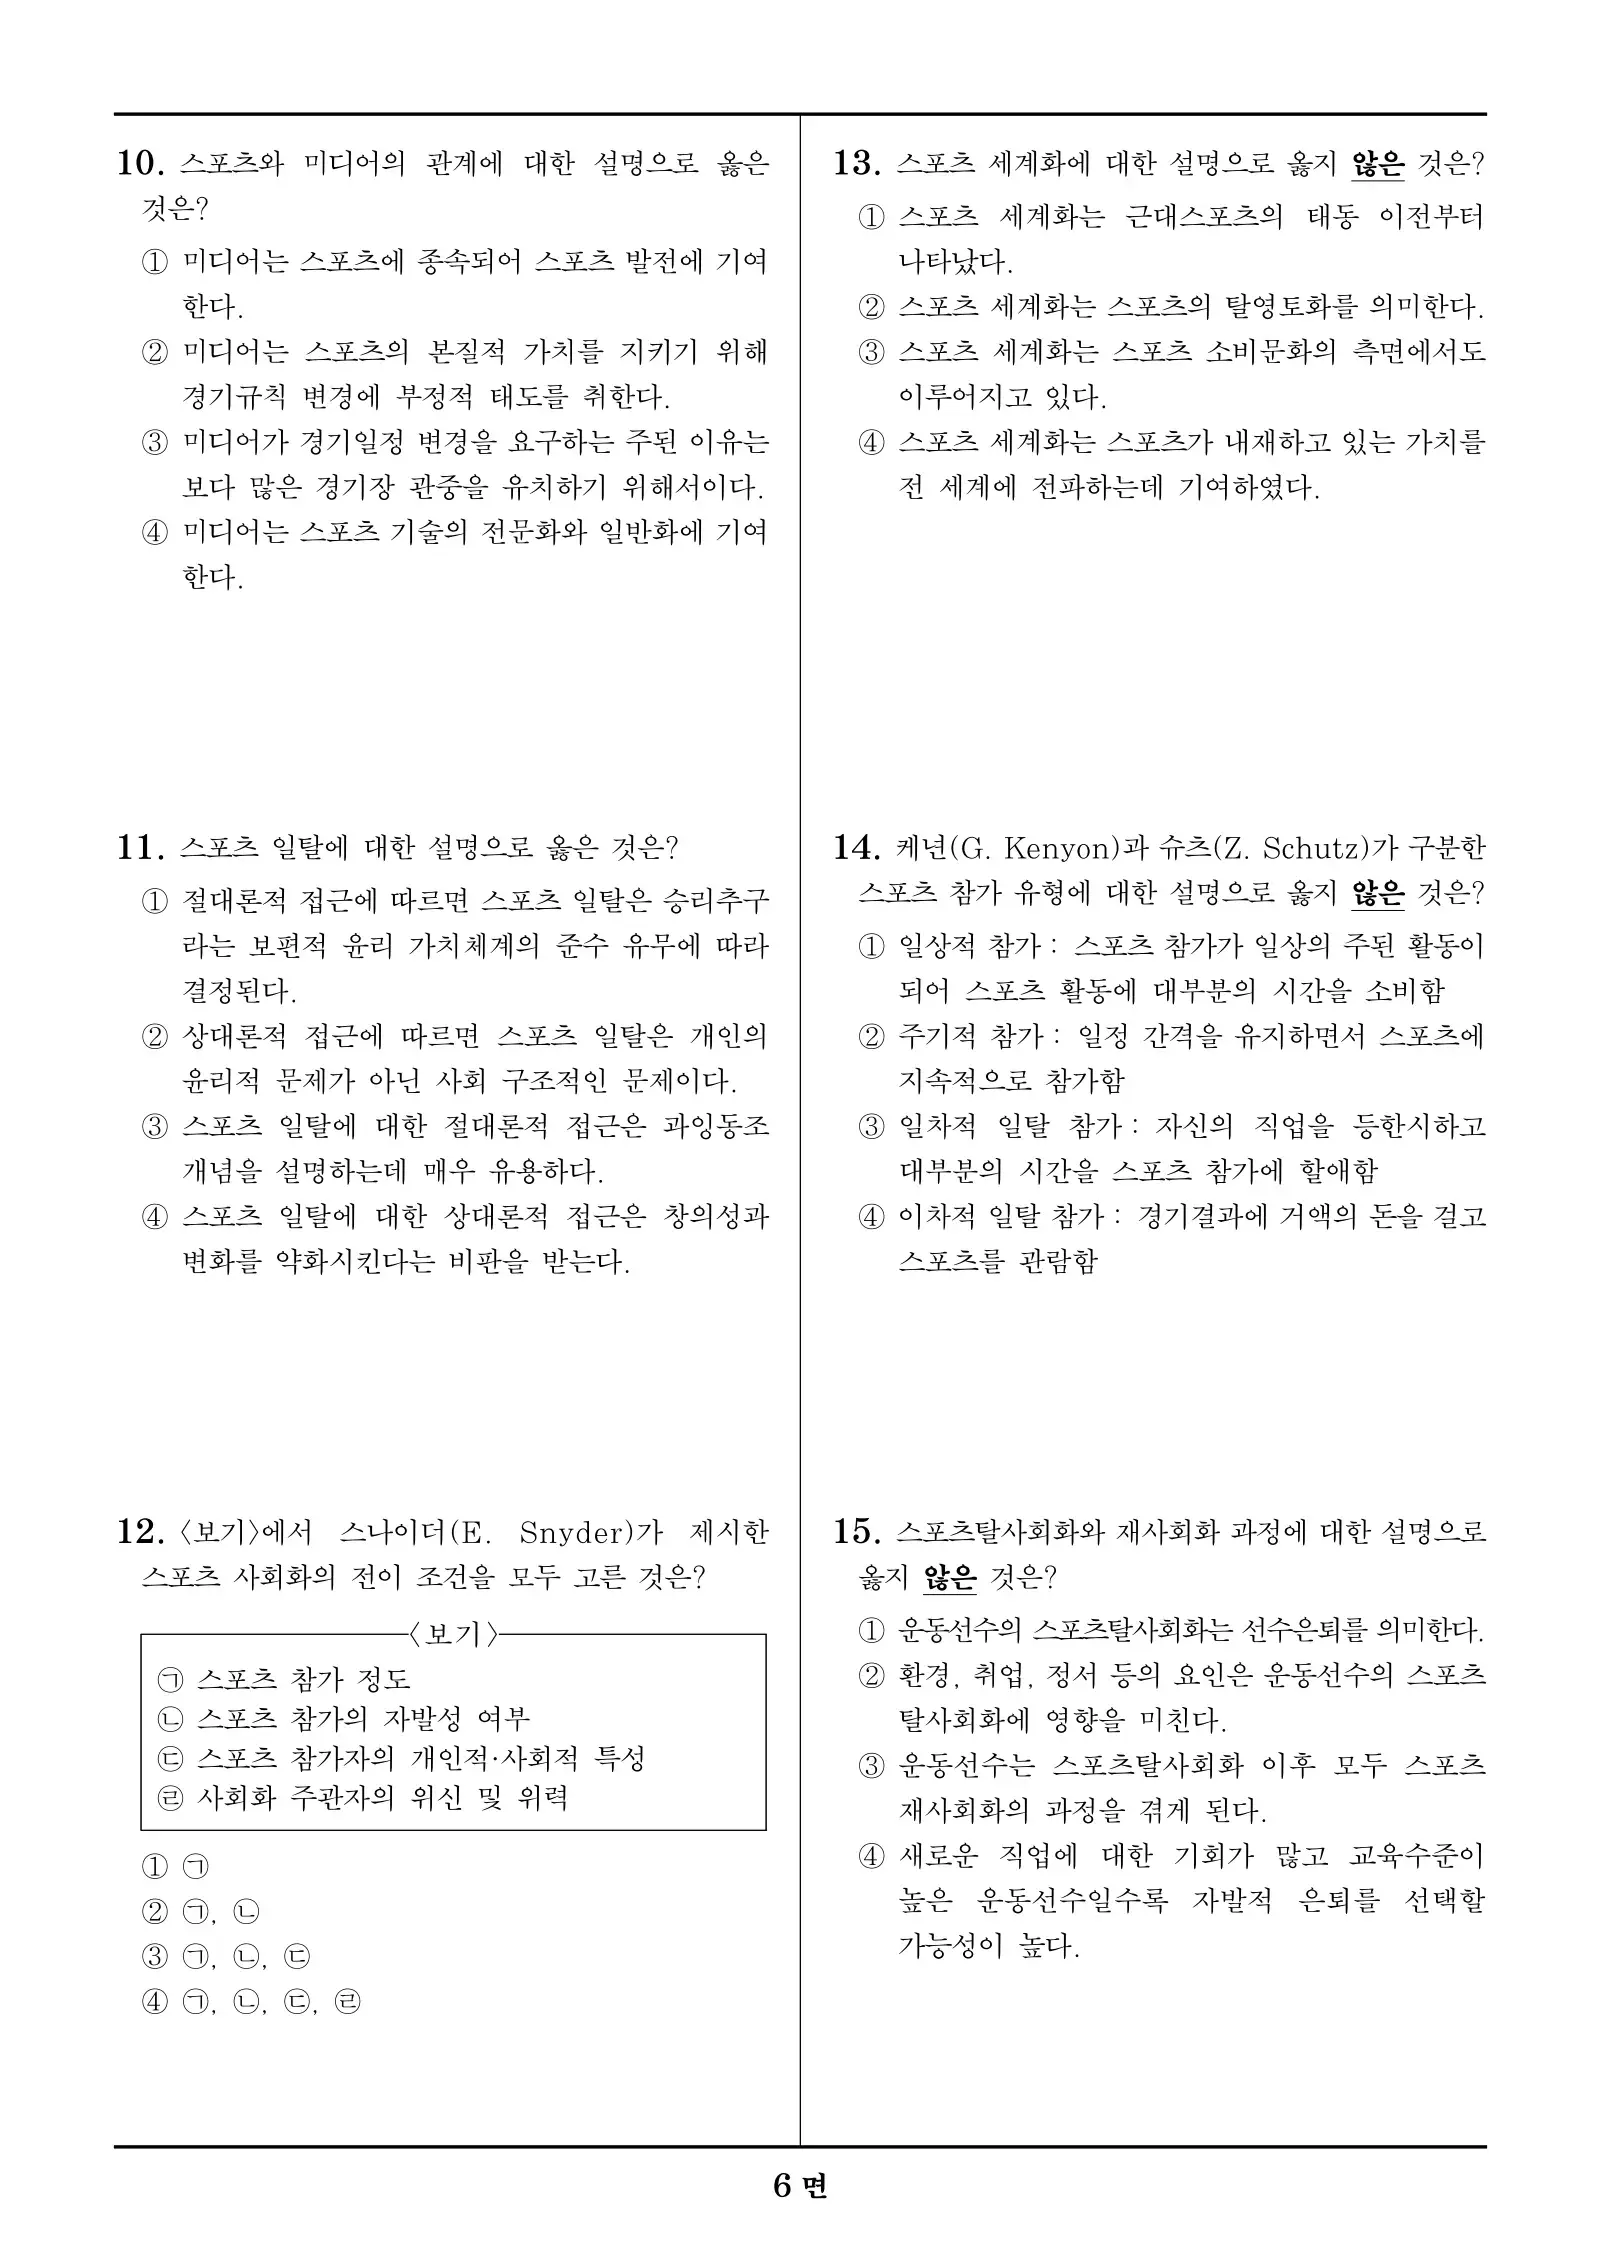 10. 스포츠와 미디어의 관계에 대한 설명으로 옳은
것은?
① 미디어는 스포츠에 종속되어 스포츠 발전에 기여
한다.
② 미디어는 스포츠의 본질적 가치를 지키기 위해
경기규칙 변경에 부정적 태도를 취한다.
③ 미디어가 경기일정 변경을 요구하는 주된 이유는
보다 많은 경기장 관중을 유치하기 위해서이다.
④ 미디어는 스포츠 기술의 전문화와 일반화에 기여
한다.
11. 스포츠 일탈에 대한 설명으로 옳은 것은?
① 절대론적 접근에 따르면 스포츠 일탈은 승리추구
라는 보편적 윤리 가치체계의 준수 유무에 따라
결정된다.
② 상대론적 접근에 따르면 스포츠 일탈은 개인의
윤리적 문제가 아닌 사회 구조적인 문제이다.
③ 스포츠 일탈에 대한 절대론적 접근은 과잉동조
개념을 설명하는데 매우 유용하다.
④ 스포츠 일탈에 대한 상대론적 접근은 창의성과
변화를 약화시킨다는 비판을 받는다.
12. 〈보기〉에서 스나이더(E. Snyder)가 제시한
스포츠 사회화의 전이 조건을 모두 고른 것은?
〈보기〉
㉠ 스포츠 참가 정도
㉡ 스포츠 참가의 자발성 여부
㉢ 스포츠 참가자의 개인적·사회적 특성
㉣ 사회화 주관자의 위신 및 위력
① ㉠
② ㉠, ㉡
③ ㉠, ㉡, ㉢
④ ㉠, ㉡, ㉢, ㉣
13. 스포츠 세계화에 대한 설명으로 옳지 않은 것은?
① 스포츠 세계화는 근대스포츠의 태동 이전부터
나타났다.
② 스포츠 세계화는 스포츠의 탈영토화를 의미한다.
③ 스포츠 세계화는 스포츠 소비문화의 측면에서도
이루어지고 있다.
④ 스포츠 세계화는 스포츠가 내재하고 있는 가치를
전 세계에 전파하는데 기여하였다.
14. 케년(G. Kenyon)과 슈츠(Z. Schutz)가 구분한
스포츠 참가 유형에 대한 설명으로 옳지 않은 것은?
① 일상적 참가 : 스포츠 참가가 일상의 주된 활동이
되어 스포츠 활동에 대부분의 시간을 소비함
② 주기적 참가 : 일정 간격을 유지하면서 스포츠에
지속적으로 참가함
③ 일차적 일탈 참가 : 자신의 직업을 등한시하고
대부분의 시간을 스포츠 참가에 할애함
④ 이차적 일탈 참가 : 경기결과에 거액의 돈을 걸고
스포츠를 관람함
15. 스포츠탈사회화와 재사회화 과정에 대한 설명으로
옳지 않은 것은?
① 운동선수의 스포츠탈사회화는 선수은퇴를 의미한다.
② 환경, 취업, 정서 등의 요인은 운동선수의 스포츠
탈사회화에 영향을 미친다.
③ 운동선수는 스포츠탈사회화 이후 모두 스포츠
재사회화의 과정을 겪게 된다.
④ 새로운 직업에 대한 기회가 많고 교육수준이
높은 운동선수일수록 자발적 은퇴를 선택할
가능성이 높다.
6 면